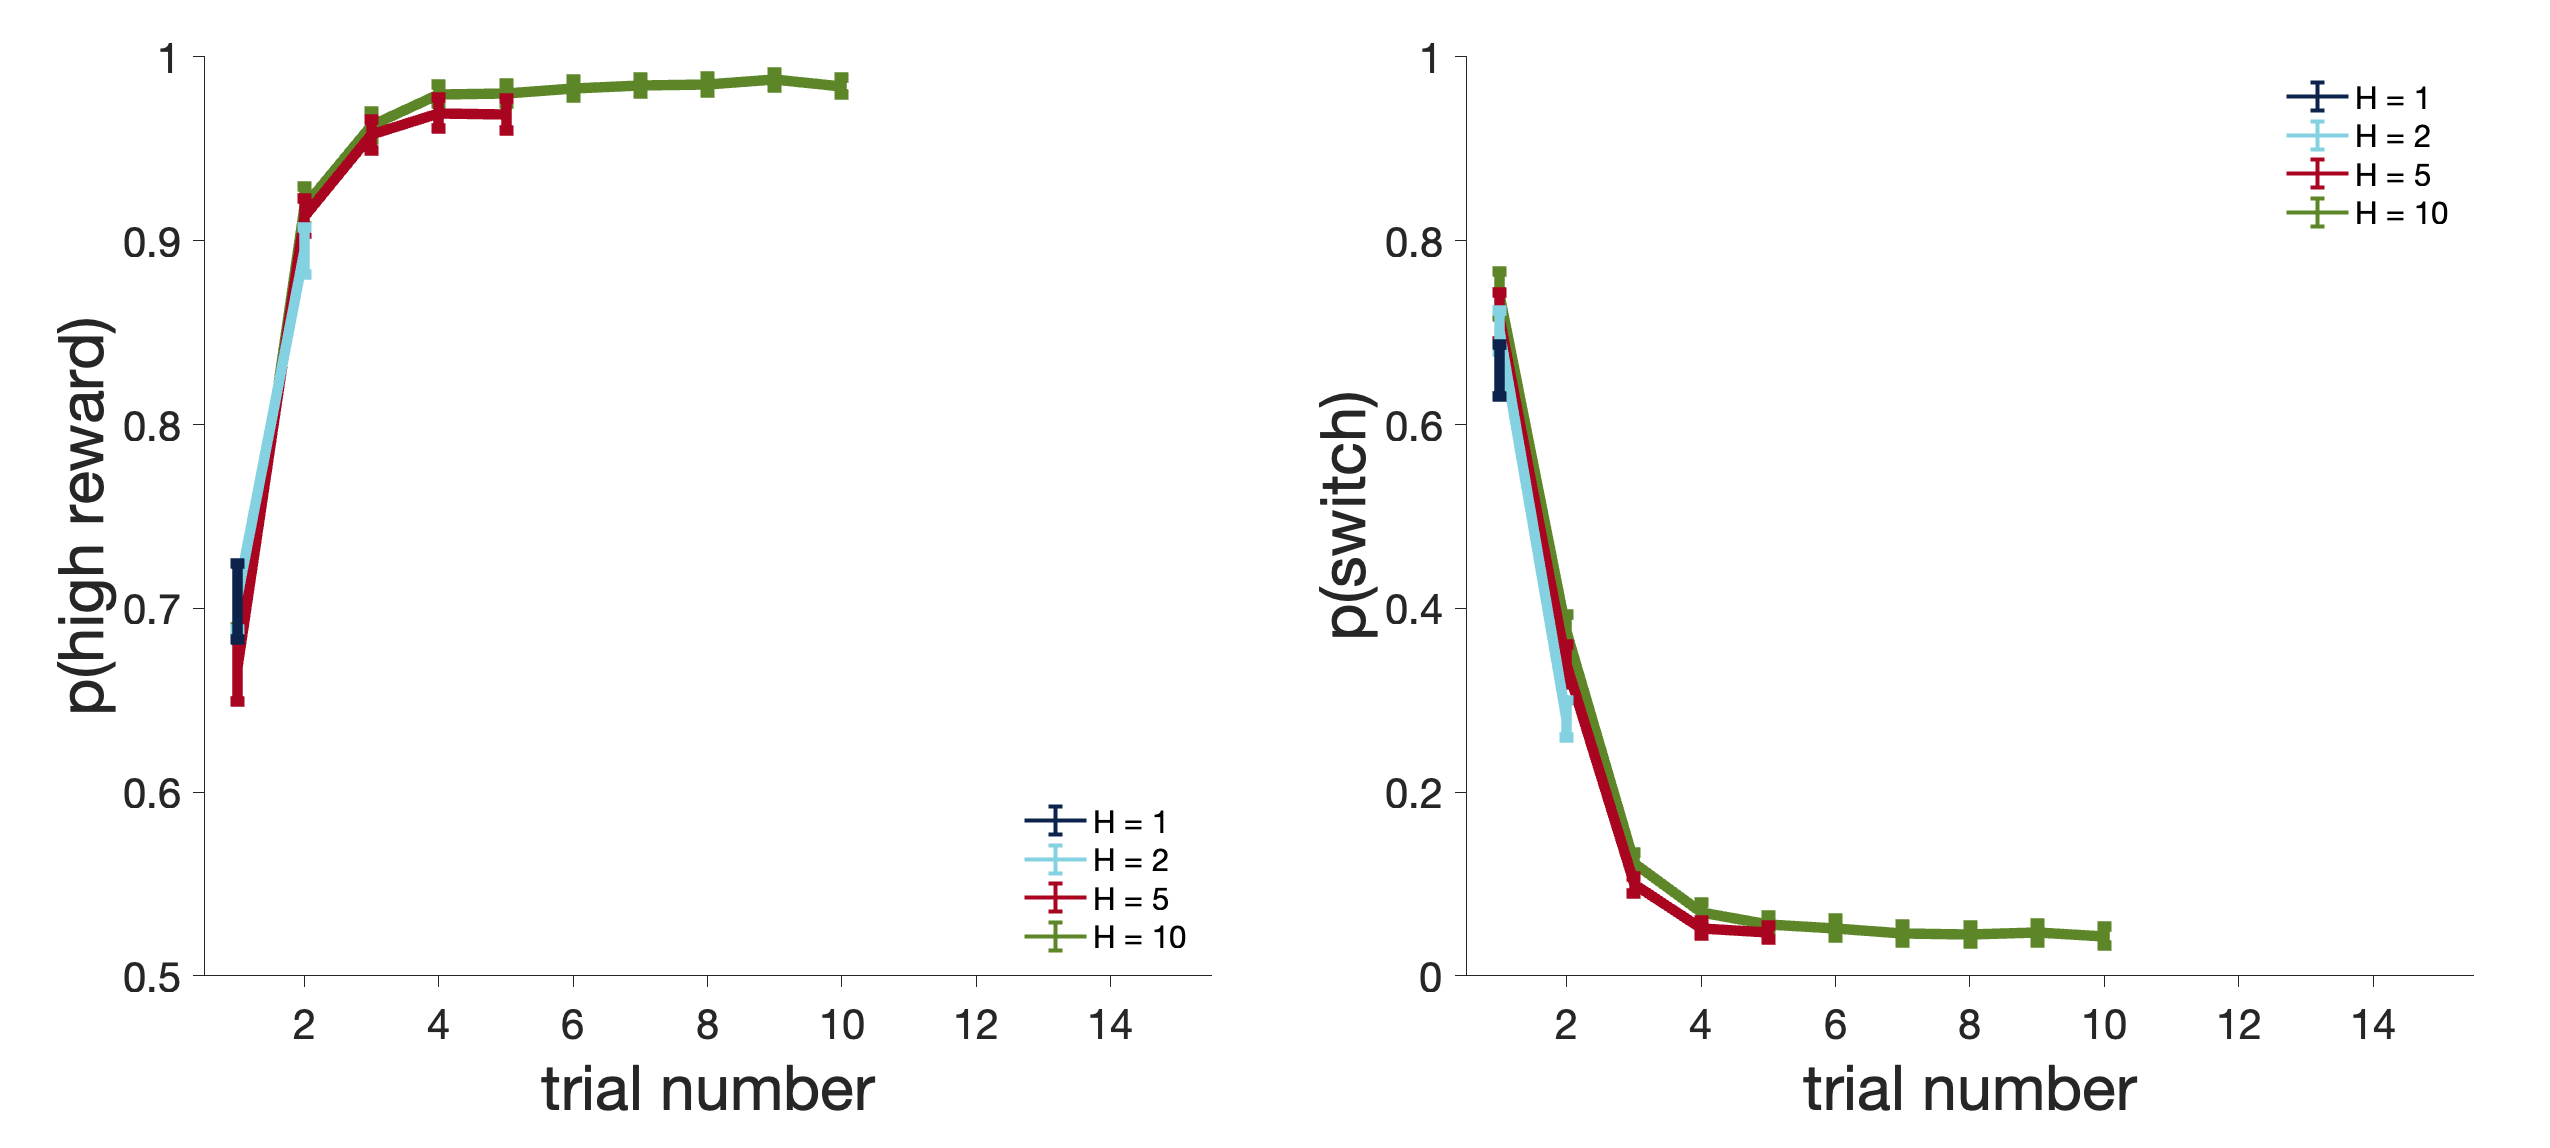 p(high reward)
1
0.9
0.8
0.7
0.6
0.5
2 4 6 8 10 12 14
trial number
H = 1
H = 2
H = 5
H = 10
p(switch)
1
0.8
0.6
0.4
0.2
0
2 4 6 8 10 12 14
trial number
H = 1
H = 2
H = 5
H = 10